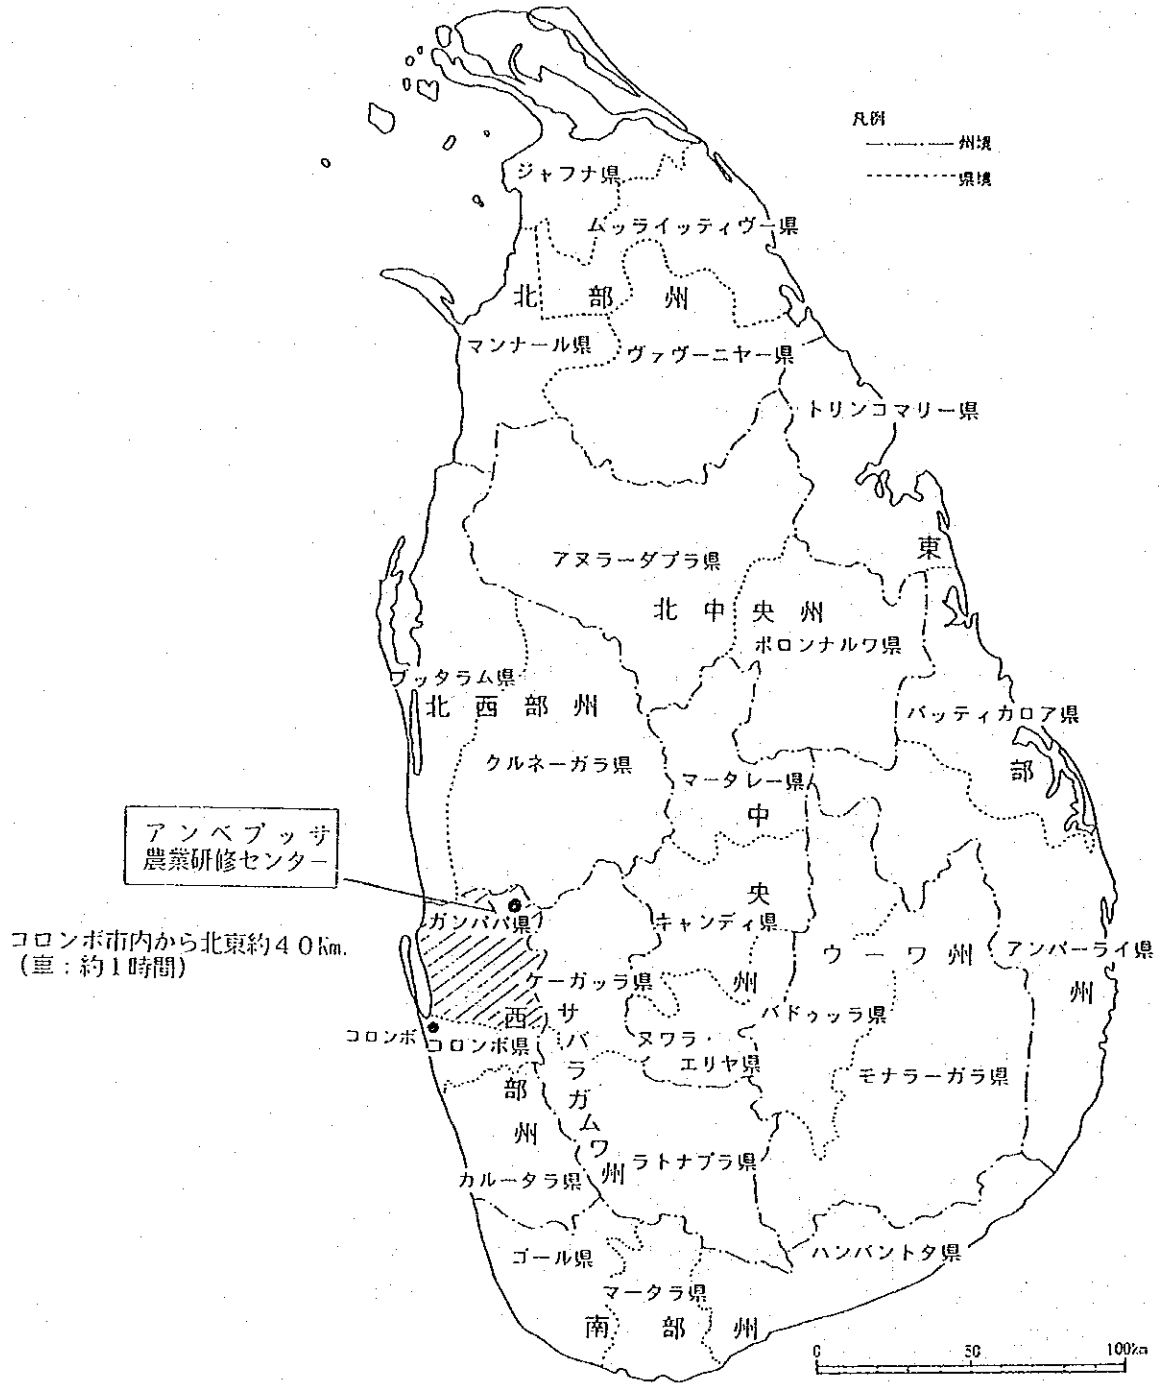 凡例
州境
県境
ジャフナ県
ムッライッティヴー県
北部州
マンナール県
ヴァヴーニヤー県
トリンコマリー県
アヌラーダプラ県
東
北中央州
ポロンナルワ県
プッタラム県
北西部州
バッティカロア県
クルネーガラ県
マータレー県
部
中
アンベプッサ
農業研修センター
央
ガンパハ県
キャンディ県
コロンボ市内から北東約40km.
(車:約1時間)
ウーワ州
アンパーライ県
ケーガッラ県
州
州
西
サバラガムワ州
バドゥッラ県
コロンボ
コロンボ県
ヌワラ・
エリヤ県
モナラーガラ県
部
州
ラトナプラ県
カルータラ県
ゴール県
ハンバントタ県
マータラ県
南部州
0 50 100km